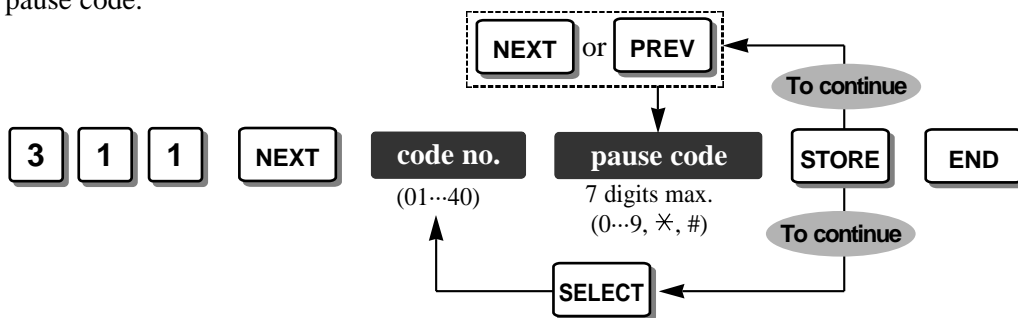 pause code.
NEXT or PREV
To continue
3 1 1 NEXT code no. pause code STORE END
(01···40) 7 digits max.
(0···9, ✳, #)
To continue
SELECT